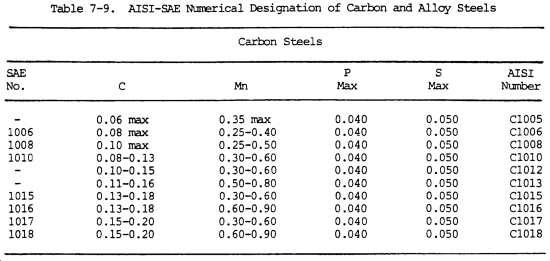 Table 7-9. AISI-SAE Numerical Designation of Carbon and Alloy Steels
Carbon Steels
SAE No. C Mn P Max S Max AISI Number
- 0.06 max 0.35 max 0.040 0.050 C1005
1006 0.08 max 0.25-0.40 0.040 0.050 C1006
1008 0.10 max 0.25-0.50 0.040 0.050 C1008
1010 0.08-0.13 0.30-0.60 0.040 0.050 C1010
- 0.10-0.15 0.30-0.60 0.040 0.050 C1012
- 0.11-0.16 0.50-0.80 0.040 0.050 C1013
1015 0.13-0.18 0.30-0.60 0.040 0.050 C1015
1016 0.13-0.18 0.60-0.90 0.040 0.050 C1016
1017 0.15-0.20 0.30-0.60 0.040 0.050 C1017
1018 0.15-0.20 0.60-0.90 0.040 0.050 C1018